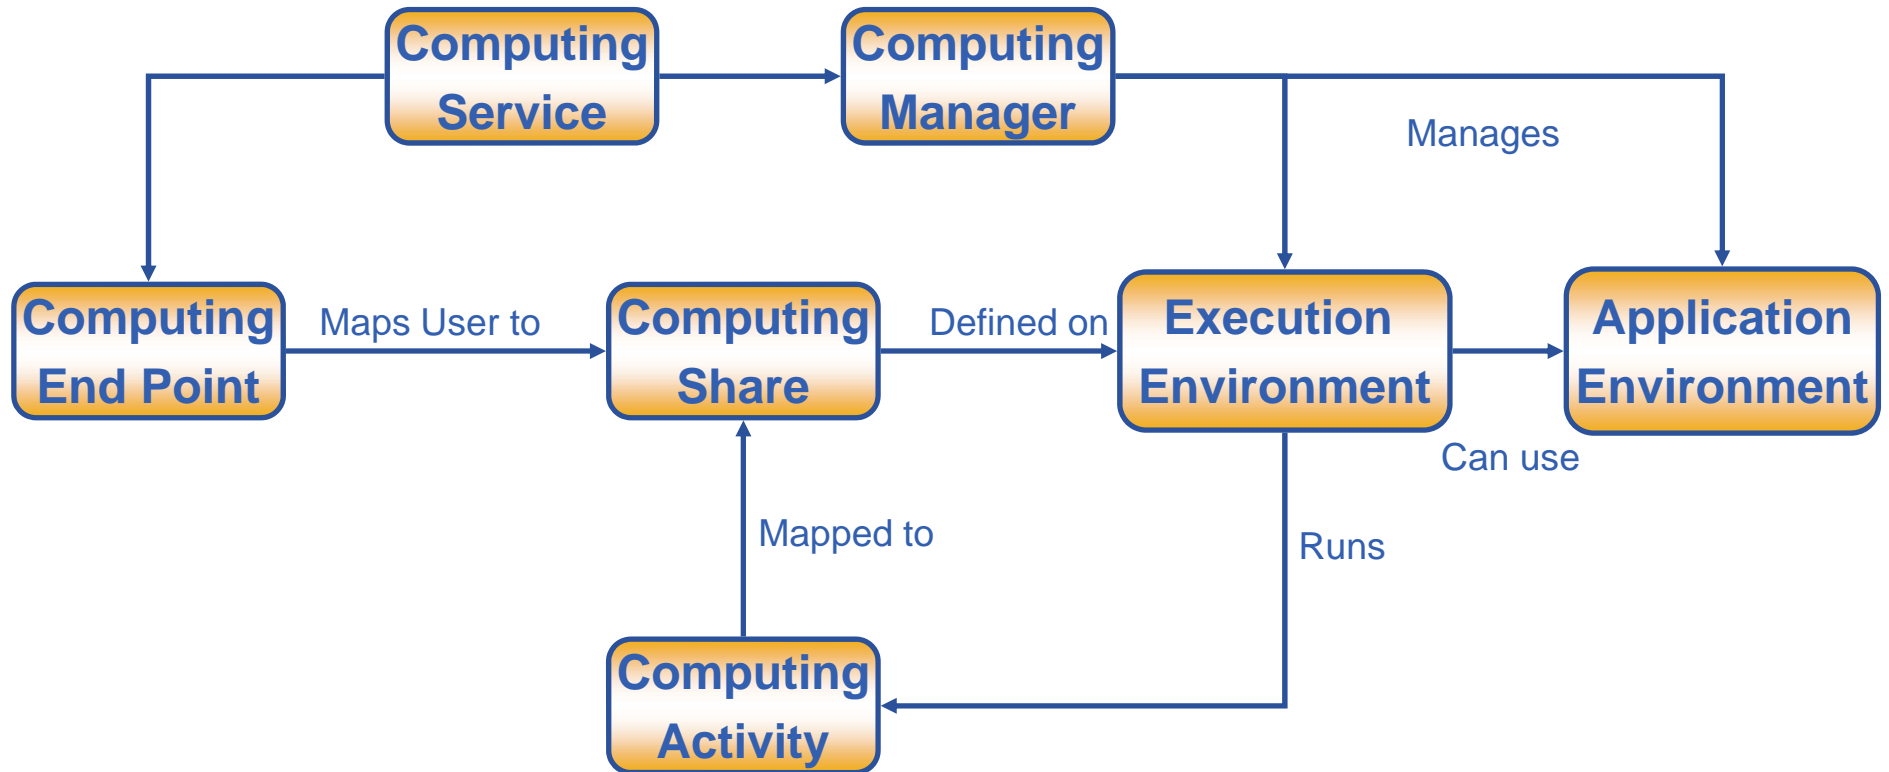 Computing
Service
Computing
Manager
Manages
Computing
End Point
Maps User to
Computing
Share
Defined on
Execution
Environment
Application
Environment
Can use
Mapped to
Runs
Computing
Activity